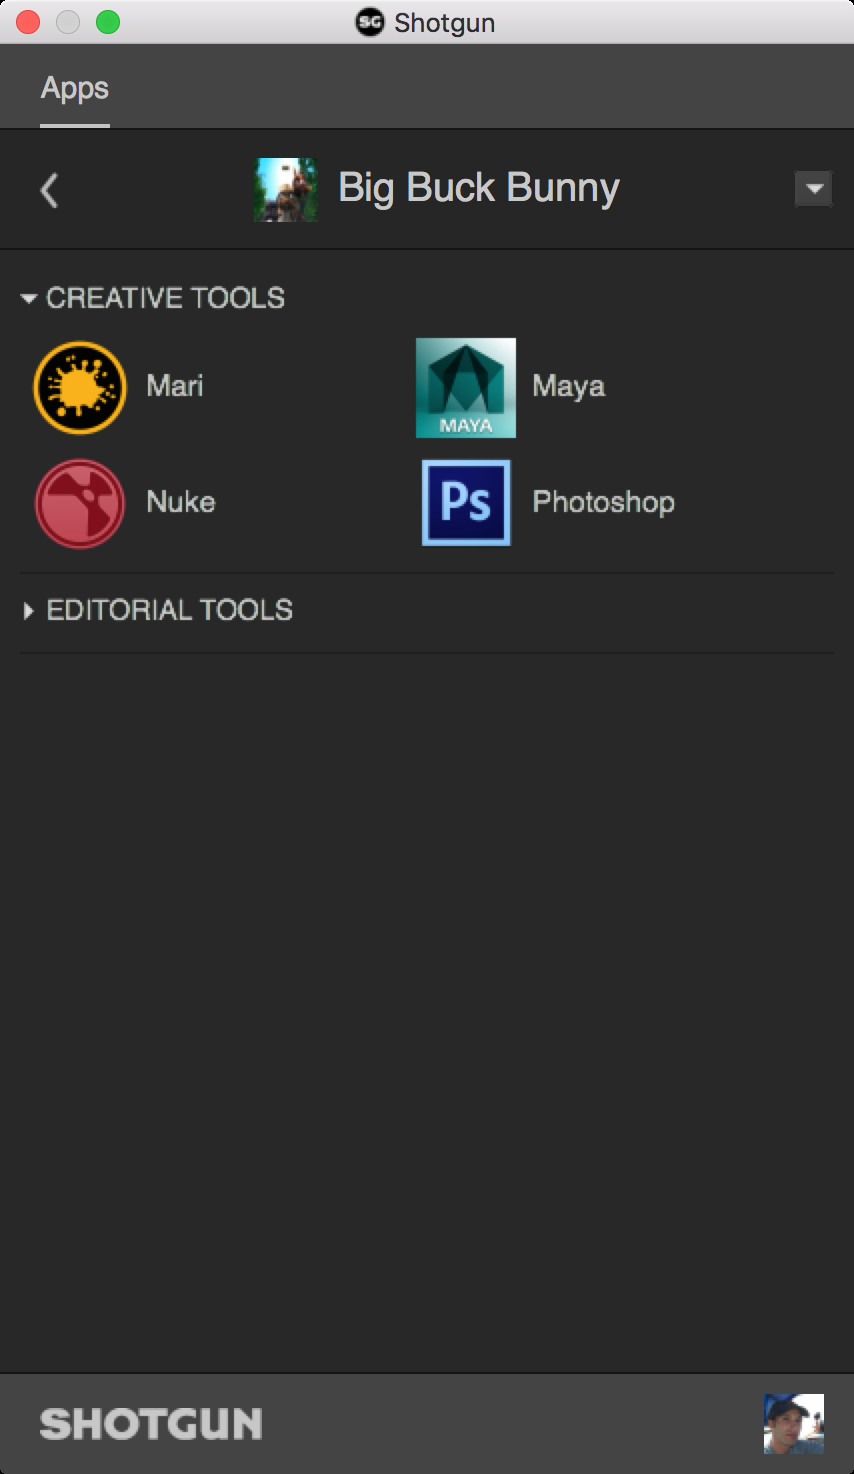 SG Shotgun
Apps
Big Buck Bunny
CREATIVE TOOLS
Mari
MAYA
Maya
Nuke
Ps
Photoshop
EDITORIAL TOOLS
SHOTGUN